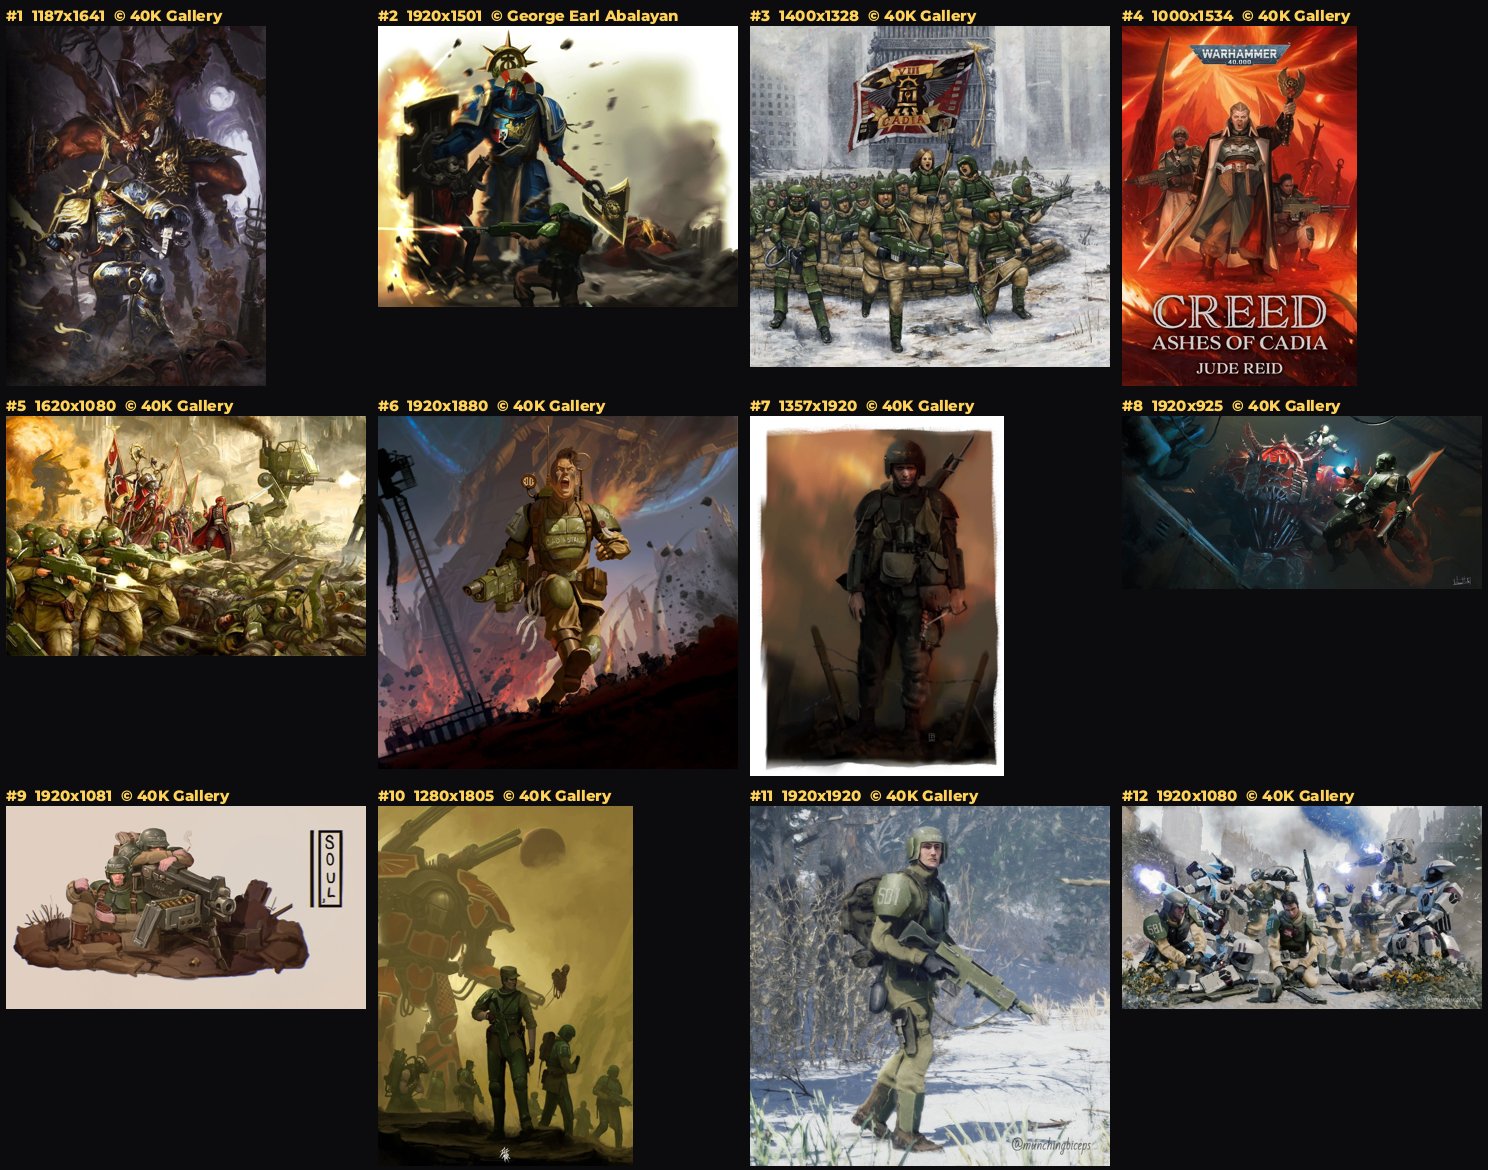 #1 1187x1641 © 40K Gallery
#2 1920x1501 © George Earl Abalayan
#3 1400x1328 © 40K Gallery
VIII
CADIA
#4 1000x1534 © 40K Gallery
WARHAMMER
40,000
CREED
ASHES OF CADIA
JUDE REID
#5 1620x1080 © 40K Gallery
#6 1920x1880 © 40K Gallery
#7 1357x1920 © 40K Gallery
#8 1920x925 © 40K Gallery
#9 1920x1081 © 40K Gallery
SOUL
#10 1280x1805 © 40K Gallery
#11 1920x1920 © 40K Gallery
501
@munchingbiceps
#12 1920x1080 © 40K Gallery
581
@munchingbiceps